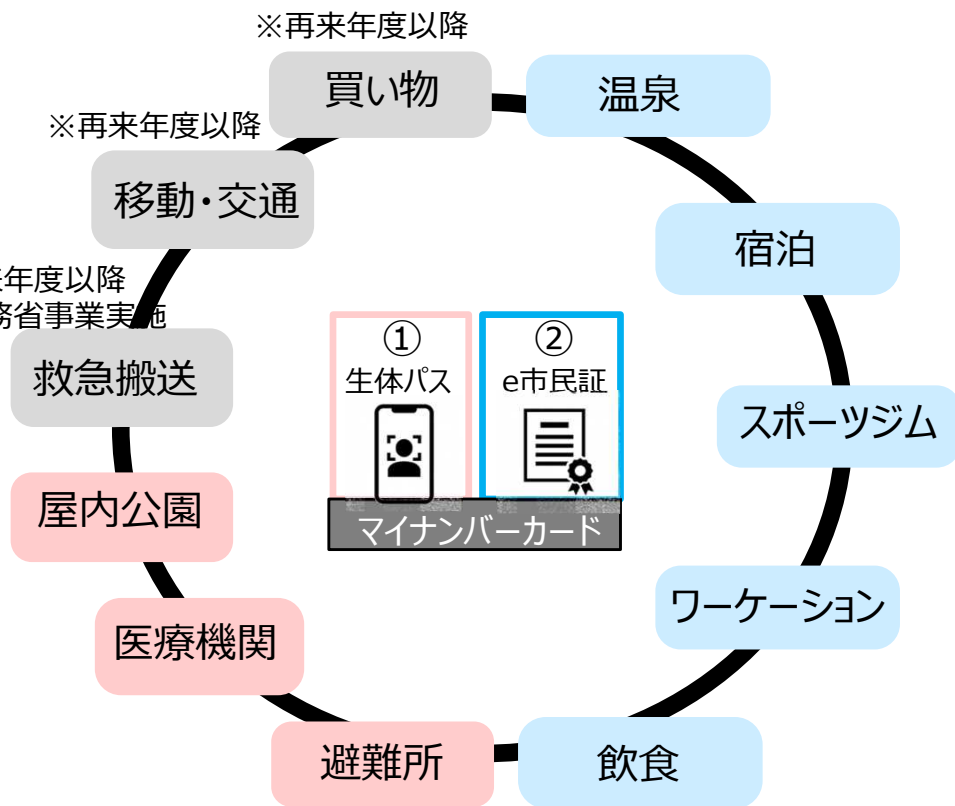 ※再来年度以降
買い物
温泉
※再来年度以降
移動・交通
宿泊
年度以降
省事業実施
救急搬送
①
生体パス
②
e市民証
マイナンバーカード
スポーツジム
屋内公園
ワーケーション
医療機関
避難所
飲食